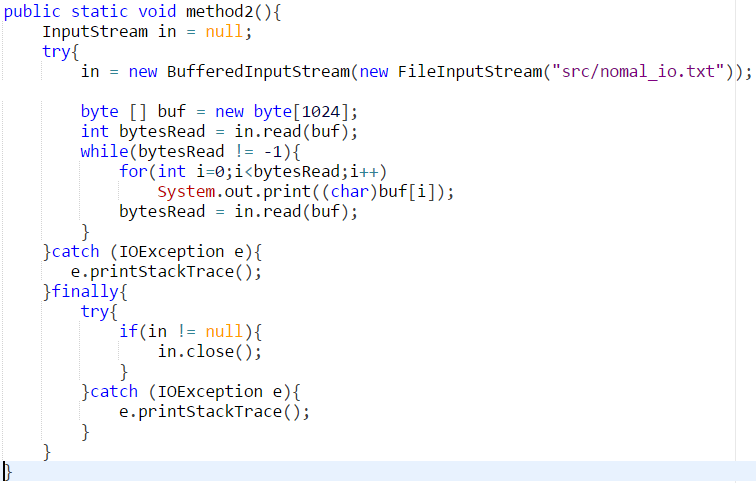 public static void method2(){
InputStream in = null;
try{
in = new BufferedInputStream(new FileInputStream("src/nomal_io.txt"));
byte [] buf = new byte[1024];
int bytesRead = in.read(buf);
while(bytesRead != -1){
for(int i=0;i<bytesRead;i++)
System.out.print((char)buf[i]);
bytesRead = in.read(buf);
}
}catch (IOException e){
e.printStackTrace();
}finally{
try{
if(in != null){
in.close();
}
}catch (IOException e){
e.printStackTrace();
}
}
}